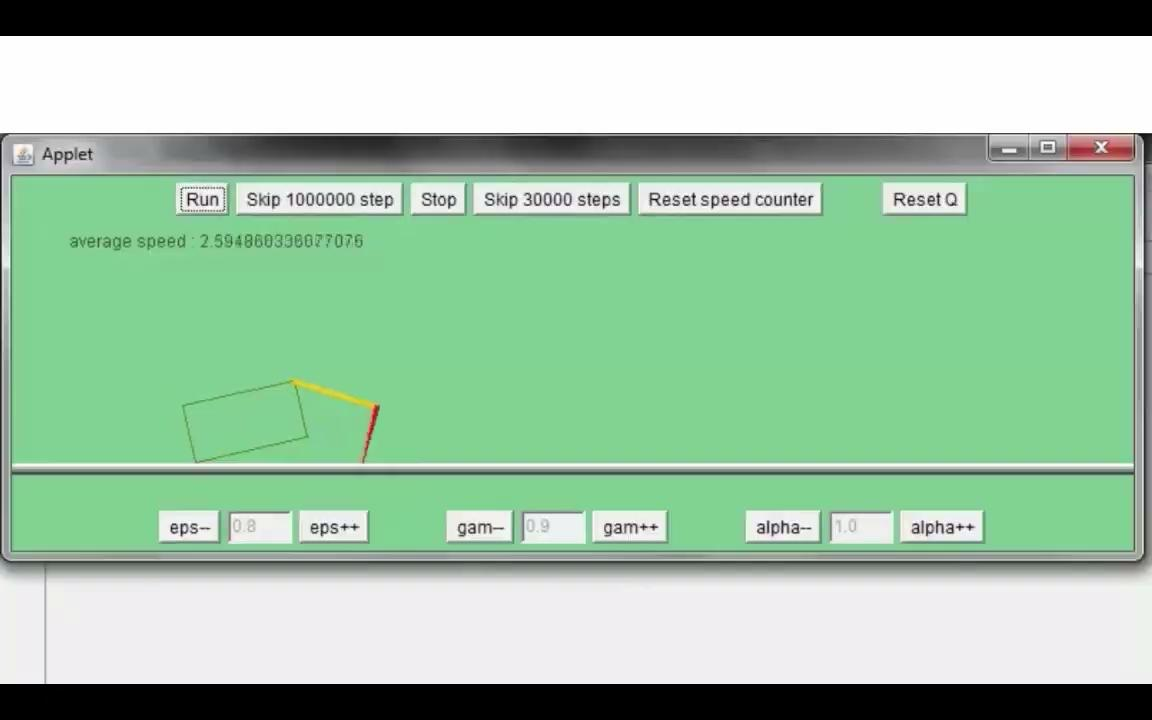 Applet
Run Skip 1000000 step Stop Skip 30000 steps Reset speed counter Reset Q
average speed : 2.594860336077076
eps-- 0.8 eps++ gam-- 0.9 gam++ alpha-- 1.0 alpha++